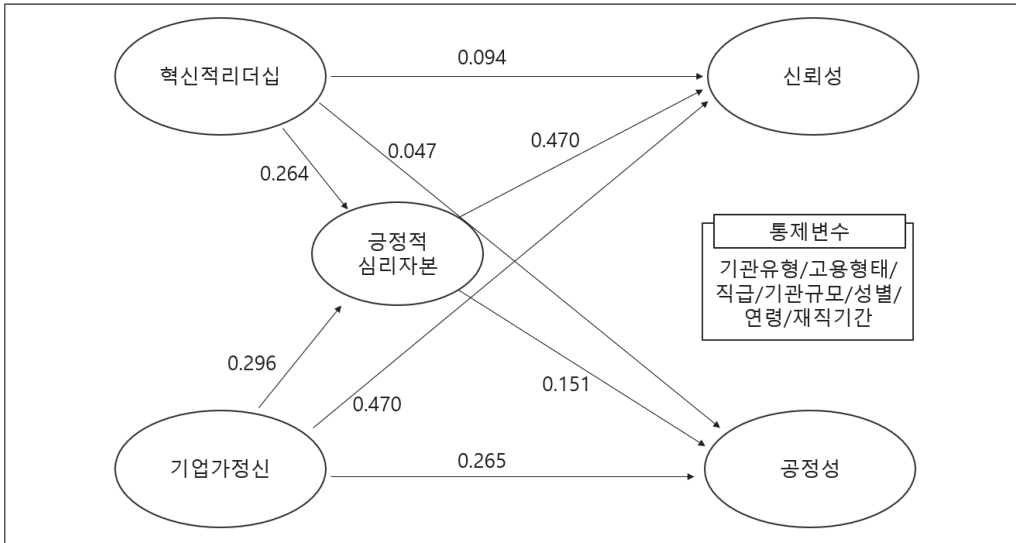 혁신적리더십
0.094
신뢰성
0.047
0.470
0.264
긍정적
심리자본
통제변수
기관유형/고용형태/
직급/기관규모/성별/
연령/재직기간
0.296
0.151
0.470
기업가정신
0.265
공정성